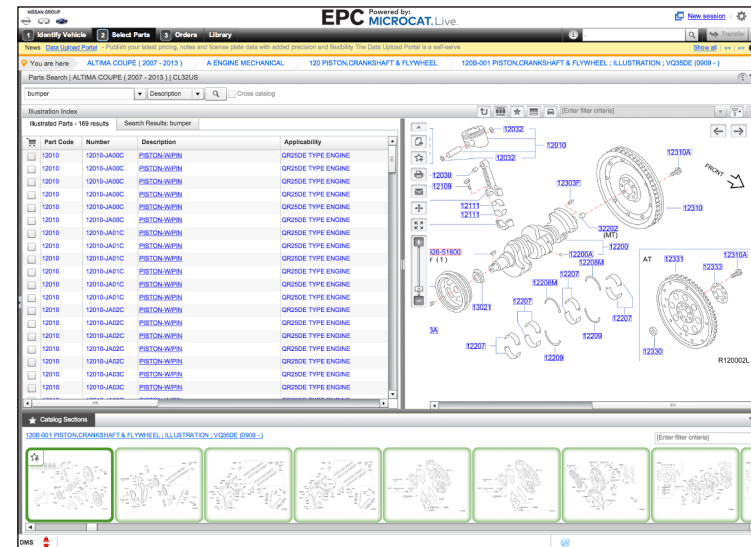 NISSAN GROUP
EPC Powered by: MICROCAT. Live.
New session
1 Identify Vehicle 2 Select Parts 3 Orders Library
Transfer
News Data Upload Portal - Publish your latest pricing, notes and license plate data with added precision and flexibility The Data Upload Portal is a self-serve
Show all
You are here ALTIMA COUPE ( 2007 - 2013 ) A ENGINE MECHANICAL 120 PISTON,CRANKSHAFT & FLYWHEEL 120B-001 PISTON,CRANKSHAFT & FLYWHEEL ; ILLUSTRATION ; VQ35DE (0909 - )
Parts Search | ALTIMA COUPE ( 2007 - 2013 ) | CL32US
bumper Description Cross catalog
Illustration Index
[Enter filter criteria]
Illustrated Parts - 169 results Search Results: bumper
Part Code Number Description Applicability
12010 12010-JA00C PISTON-W/PIN QR25DE TYPE ENGINE
12010 12010-JA00C PISTON-W/PIN QR25DE TYPE ENGINE
12010 12010-JA00C PISTON-W/PIN QR25DE TYPE ENGINE
12010 12010-JA00C PISTON-W/PIN QR25DE TYPE ENGINE
12010 12010-JA00C PISTON-W/PIN QR25DE TYPE ENGINE
12010 12010-JA00C PISTON-W/PIN QR25DE TYPE ENGINE
12010 12010-JA01C PISTON-W/PIN QR25DE TYPE ENGINE
12010 12010-JA01C PISTON-W/PIN QR25DE TYPE ENGINE
12010 12010-JA01C PISTON-W/PIN QR25DE TYPE ENGINE
12010 12010-JA01C PISTON-W/PIN QR25DE TYPE ENGINE
12010 12010-JA01C PISTON-W/PIN QR25DE TYPE ENGINE
12010 12010-JA01C PISTON-W/PIN QR25DE TYPE ENGINE
12010 12010-JA02C PISTON-W/PIN QR25DE TYPE ENGINE
12010 12010-JA02C PISTON-W/PIN QR25DE TYPE ENGINE
12010 12010-JA02C PISTON-W/PIN QR25DE TYPE ENGINE
12010 12010-JA02C PISTON-W/PIN QR25DE TYPE ENGINE
12010 12010-JA02C PISTON-W/PIN QR25DE TYPE ENGINE
12010 12010-JA03C PISTON-W/PIN QR25DE TYPE ENGINE
12010 12010-JA03C PISTON-W/PIN QR25DE TYPE ENGINE
12032
12010
12032
12310A
FRONT
12030
12109
12303F
12111
12111
12310
32202
(MT)
12200
326-51600
Y ( 1 )
12200A
12208M
AT
12331
12310A
12333
12207
12208M
13021
12207
12207
3A
12209
12207
12209
12330
R120002L
Catalog Sections
120B-001 PISTON,CRANKSHAFT & FLYWHEEL ; ILLUSTRATION ; VQ35DE (0909 - )
[Enter filter criteria]
DMS